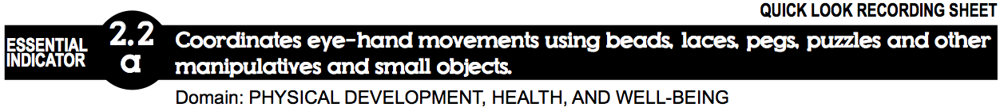 QUICK LOOK RECORDING SHEET
ESSENTIAL
INDICATOR
2.2
a
Coordinates eye-hand movements using beads, laces, pegs, puzzles and other
manipulatives and small objects.
Domain: PHYSICAL DEVELOPMENT, HEALTH, AND WELL-BEING